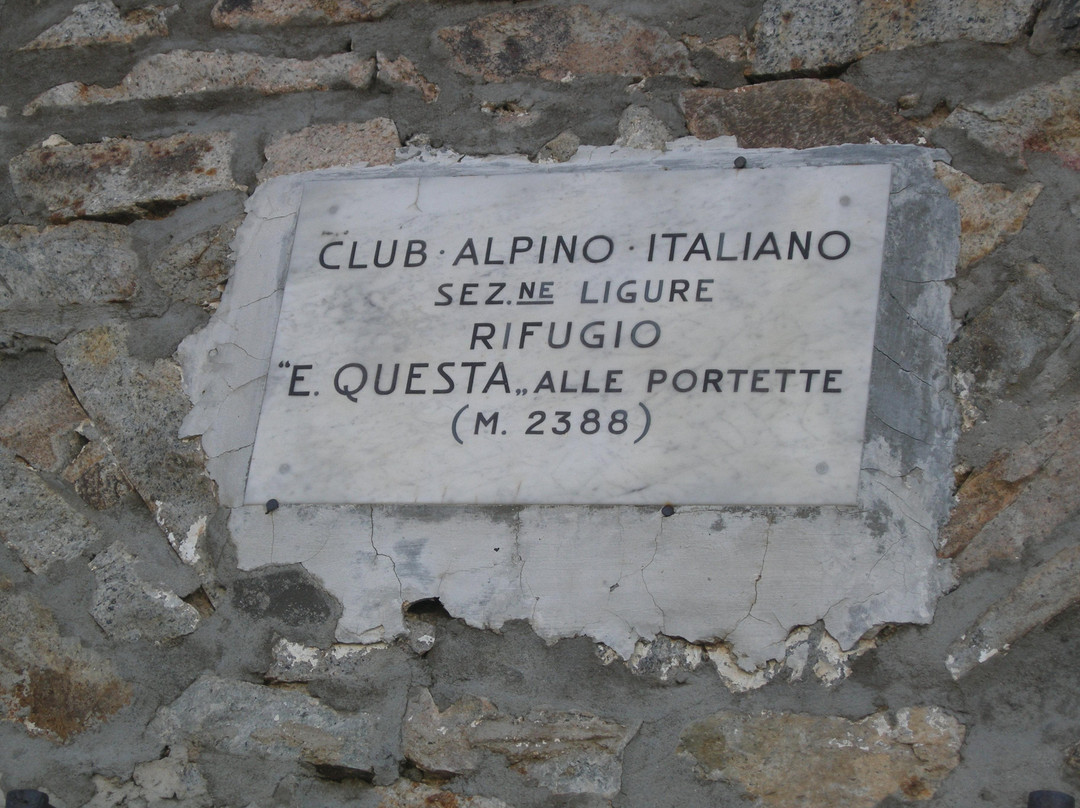 CLUB · ALPINO · ITALIANO
SEZ.NE LIGURE
RIFUGIO
“E. QUESTA„ ALLE PORTETTE
(M. 2388)